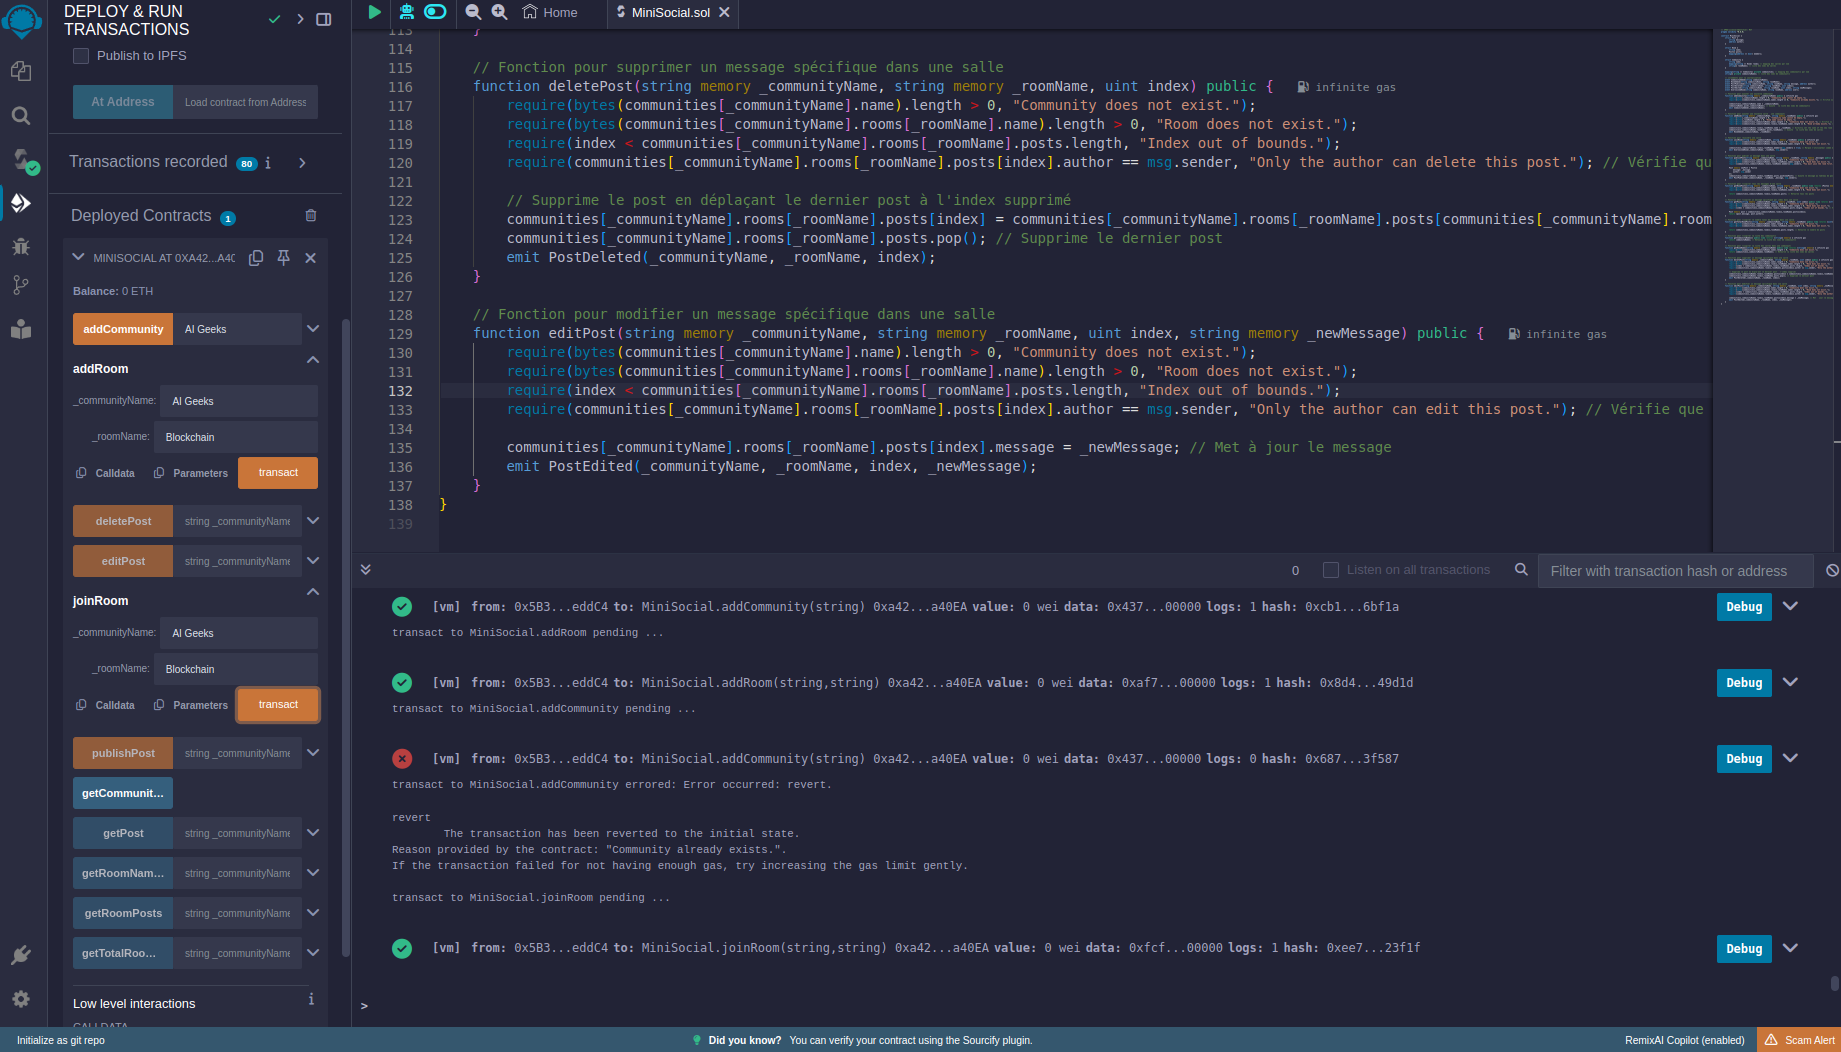 DEPLOY & RUN
TRANSACTIONS
Publish to IPFS
At Address Load contract from Address
Transactions recorded 80 i
Deployed Contracts 1
MINISOCIAL AT 0XA42...A40
Balance: 0 ETH
addCommunity AI Geeks
addRoom
_communityName: AI Geeks
_roomName: Blockchain
Calldata Parameters transact
deletePost string _communityName
editPost string _communityName
joinRoom
_communityName: AI Geeks
_roomName: Blockchain
Calldata Parameters transact
publishPost string _communityName
getCommunit...
getPost string _communityName
getRoomNam... string _communityName
getRoomPosts string _communityName
getTotalRoo... string _communityName
Low level interactions i
CALLDATA
Home MiniSocial.sol
113 }
114
115 // Fonction pour supprimer un message spécifique dans une salle
116 function deletePost(string memory _communityName, string memory _roomName, uint index) public { infinite gas
117 require(bytes(communities[_communityName].name).length > 0, "Community does not exist.");
118 require(bytes(communities[_communityName].rooms[_roomName].name).length > 0, "Room does not exist.");
119 require(index < communities[_communityName].rooms[_roomName].posts.length, "Index out of bounds.");
120 require(communities[_communityName].rooms[_roomName].posts[index].author == msg.sender, "Only the author can delete this post."); // Vérifie qu
121
122 // Supprime le post en déplaçant le dernier post à l'index supprimé
123 communities[_communityName].rooms[_roomName].posts[index] = communities[_communityName].rooms[_roomName].posts[communities[_communityName].room
124 communities[_communityName].rooms[_roomName].posts.pop(); // Supprime le dernier post
125 emit PostDeleted(_communityName, _roomName, index);
126 }
127
128 // Fonction pour modifier un message spécifique dans une salle
129 function editPost(string memory _communityName, string memory _roomName, uint index, string memory _newMessage) public { infinite gas
130 require(bytes(communities[_communityName].name).length > 0, "Community does not exist.");
131 require(bytes(communities[_communityName].rooms[_roomName].name).length > 0, "Room does not exist.");
132 require(index < communities[_communityName].rooms[_roomName].posts.length, "Index out of bounds.");
133 require(communities[_communityName].rooms[_roomName].posts[index].author == msg.sender, "Only the author can edit this post."); // Vérifie que
134
135 communities[_communityName].rooms[_roomName].posts[index].message = _newMessage; // Met à jour le message
136 emit PostEdited(_communityName, _roomName, index, _newMessage);
137 }
138 }
139
0 Listen on all transactions Filter with transaction hash or address
[vm] from: 0x5B3...eddC4 to: MiniSocial.addCommunity(string) 0xa42...a40EA value: 0 wei data: 0x437...00000 logs: 1 hash: 0xcb1...6bf1a Debug
transact to MiniSocial.addRoom pending ...
[vm] from: 0x5B3...eddC4 to: MiniSocial.addRoom(string,string) 0xa42...a40EA value: 0 wei data: 0xaf7...00000 logs: 1 hash: 0x8d4...49d1d Debug
transact to MiniSocial.addCommunity pending ...
[vm] from: 0x5B3...eddC4 to: MiniSocial.addCommunity(string) 0xa42...a40EA value: 0 wei data: 0x437...00000 logs: 0 hash: 0x687...3f587 Debug
transact to MiniSocial.addCommunity errored: Error occurred: revert.
revert
The transaction has been reverted to the initial state.
Reason provided by the contract: "Community already exists.".
If the transaction failed for not having enough gas, try increasing the gas limit gently.
transact to MiniSocial.joinRoom pending ...
[vm] from: 0x5B3...eddC4 to: MiniSocial.joinRoom(string,string) 0xa42...a40EA value: 0 wei data: 0xfcf...00000 logs: 1 hash: 0xee7...23f1f Debug
>
Initialize as git repo Did you know? You can verify your contract using the Sourcify plugin. RemixAI Copilot (enabled) Scam Alert